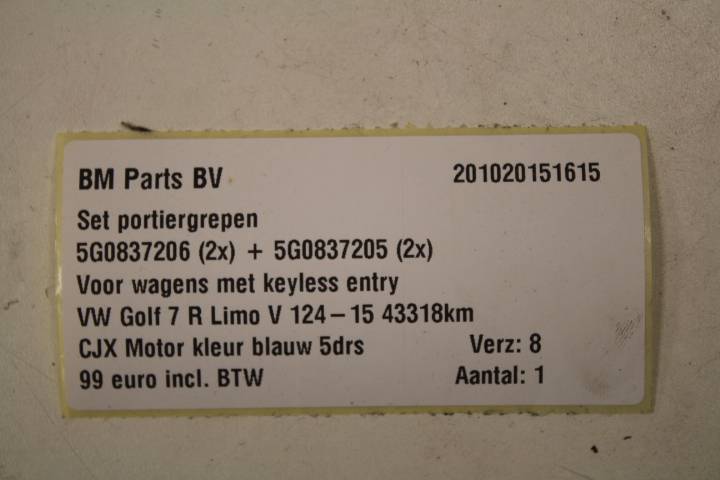 BM Parts BV 201020151615
Set portiergrepen
5G0837206 (2x) + 5G0837205 (2x)
Voor wagens met keyless entry
VW Golf 7 R Limo V 124-15 43318km
CJX Motor kleur blauw 5drs Verz: 8
99 euro incl. BTW Aantal: 1